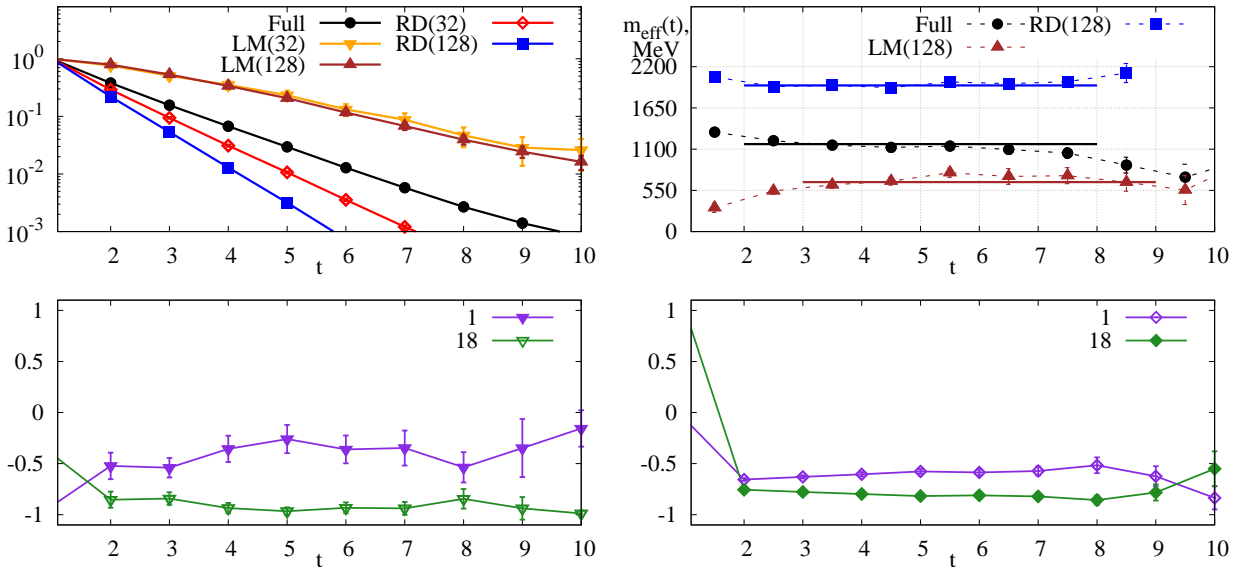 Full RD(32)
LM(32) RD(128)
LM(128)
10^0
10^-1
10^-2
10^-3
2 3 4 5 6 7 8 9 10
t
m_eff(t), Full RD(128)
MeV LM(128)
2200
1650
1100
550
0
2 3 4 5 6 7 8 9 10
t
1
18
1
0.5
0
-0.5
-1
2 3 4 5 6 7 8 9 10
t
1
18
1
0.5
0
-0.5
-1
2 3 4 5 6 7 8 9 10
t